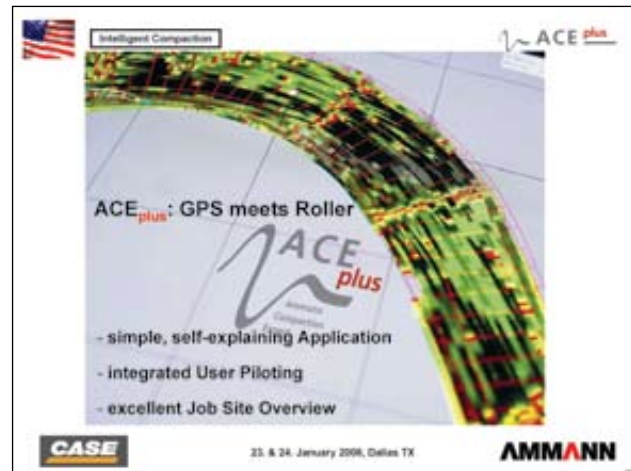 Intelligent Compaction
ACE plus
ACEplus: GPS meets Roller
ACE
plus
Compaction
- simple, self-explaining Application
- integrated User Piloting
- excellent Job Site Overview
CASE
23. & 24. January 2008, Dallas TX
AMMANN